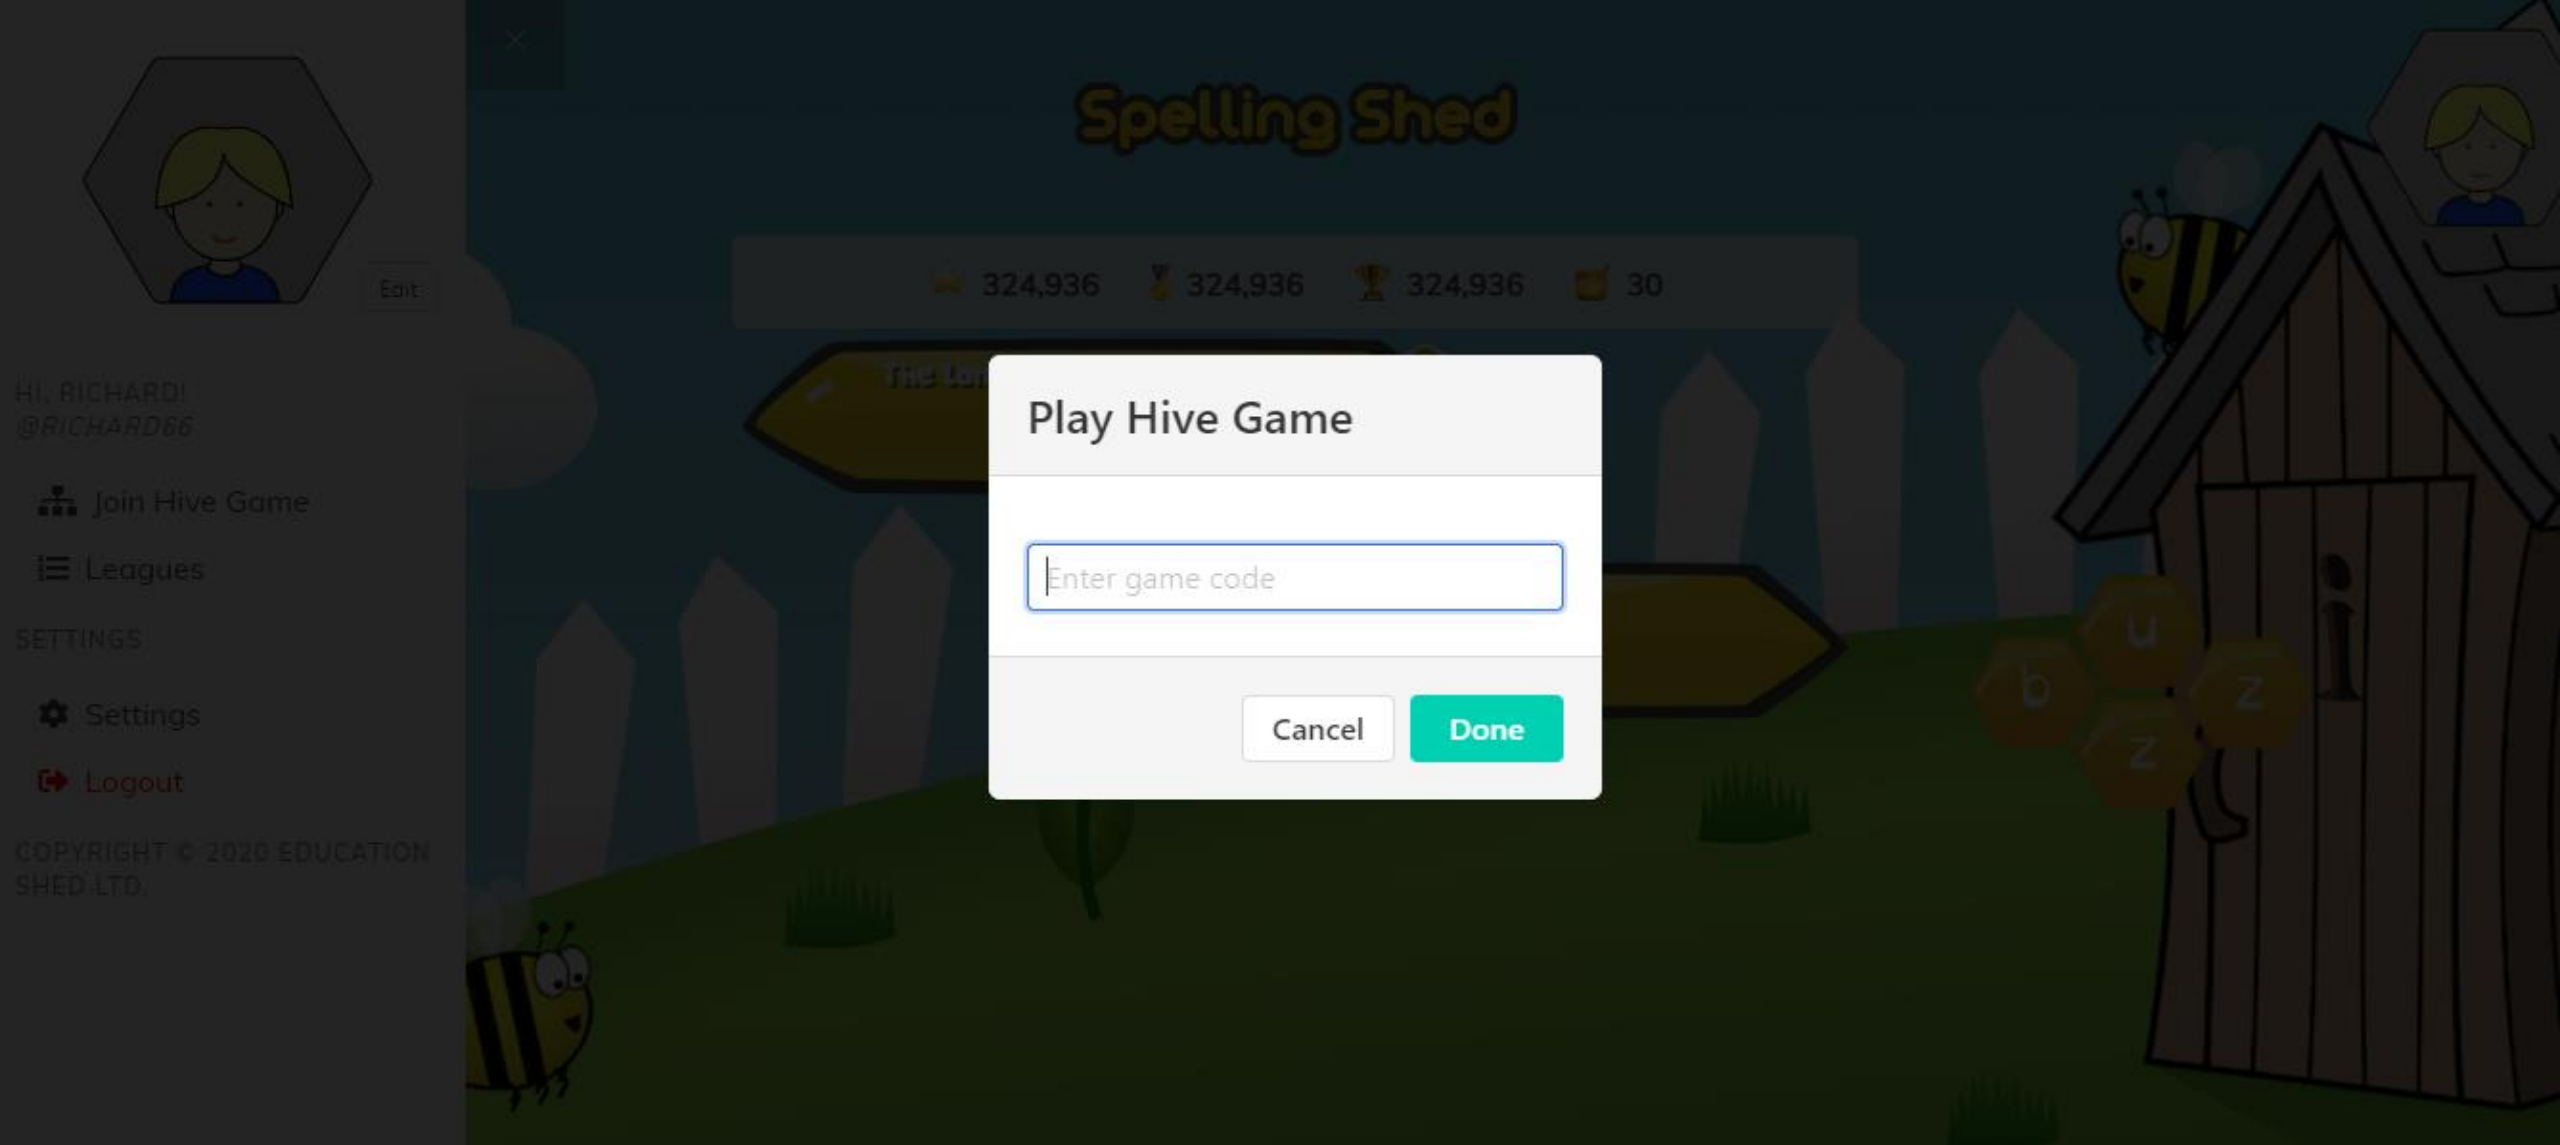 HI, RICHARD!
@RICHARD66
Edit
Join Hive Game
Leagues
SETTINGS
Settings
Logout
COPYRIGHT © 2020 EDUCATION
SHED LTD.
Spelling Shed
324,936 324,936 324,936 30
The
Play Hive Game
Enter game code
Cancel Done
b u z z
i